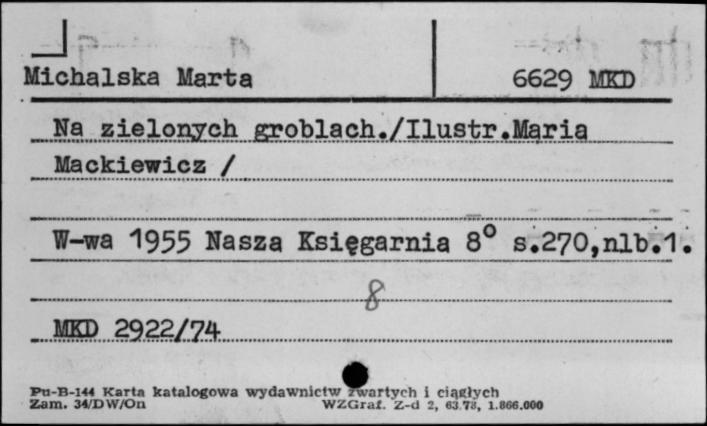 Michalska Marta 6629 MKD
Na zielonych groblach./Ilustr.Maria
Mackiewicz /
W-wa 1955 Nasza Księgarnia 8° s.270,nlb.1.
8
MKD 2922/74
Pu-B-144 Karta katalogowa wydawnictw zwartych i ciągłych
Zam. 34/DW/On WZGraf. Z-d 2, 63.73, 1.866.000